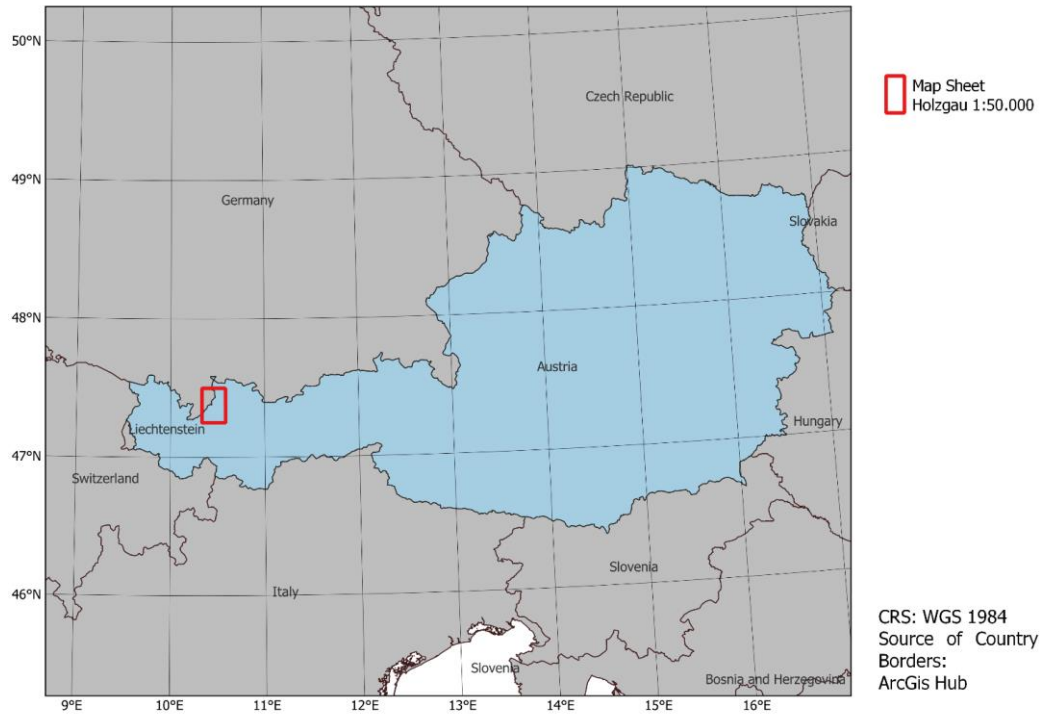 50°N
49°N
48°N
47°N
46°N
9°E
10°E
11°E
12°E
13°E
14°E
15°E
16°E
Czech Republic
Germany
Slovakia
Austria
Liechtenstein
Hungary
Switzerland
Italy
Slovenia
Slovenia
Bosnia and Herzegovina
Map Sheet
Holzgau 1:50.000
CRS: WGS 1984
Source of Country
Borders:
ArcGis Hub